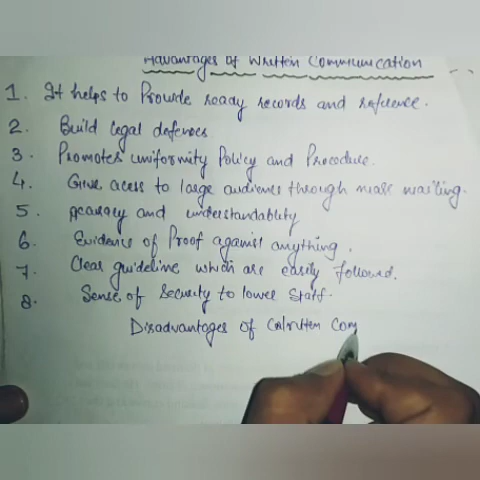 Advantages of Written Communication
1. It helps to Provide ready records and reference.
2. Build legal defences
3. Promotes uniformity Policy and Procedure.
4. Give acess to large audience through mass mailing.
5. Accuracy and understandability
6. Evidence of Proof against anything.
7. Clear guideline which are easily followed.
8. Sense of Security to lower Staff.
Disadvantages of Written Com